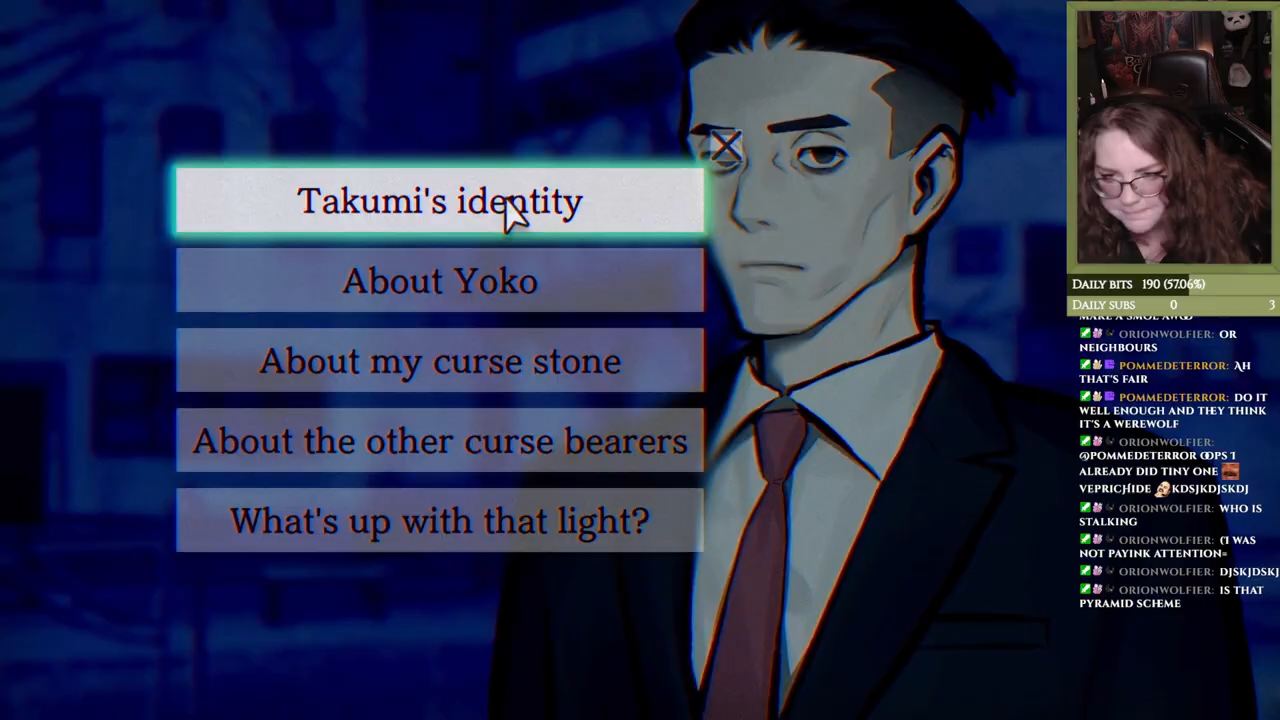 Takumi's identity
About Yoko
About my curse stone
About the other curse bearers
What's up with that light?
DAILY BITS 190 (57.06%)
DAILY SUBS 0 3
ORIONWOLFIER: OR
NEIGHBOURS
POMMEDETERROR: AH
THAT'S FAIR
POMMEDETERROR: DO IT
WELL ENOUGH AND THEY THINK
IT'S A WEREWOLF
ORIONWOLFIER:
@POMMEDETERROR OOPS I
ALREADY DID TINY ONE
VEPRICHIDE KDSJKDJSKDJ
ORIONWOLFIER: WHO IS
STALKING
ORIONWOLFIER: (I WAS
NOT PAYINK ATTENTION=
ORIONWOLFIER: DJSKJDSKJ
ORIONWOLFIER: IS THAT
PYRAMID SCHEME